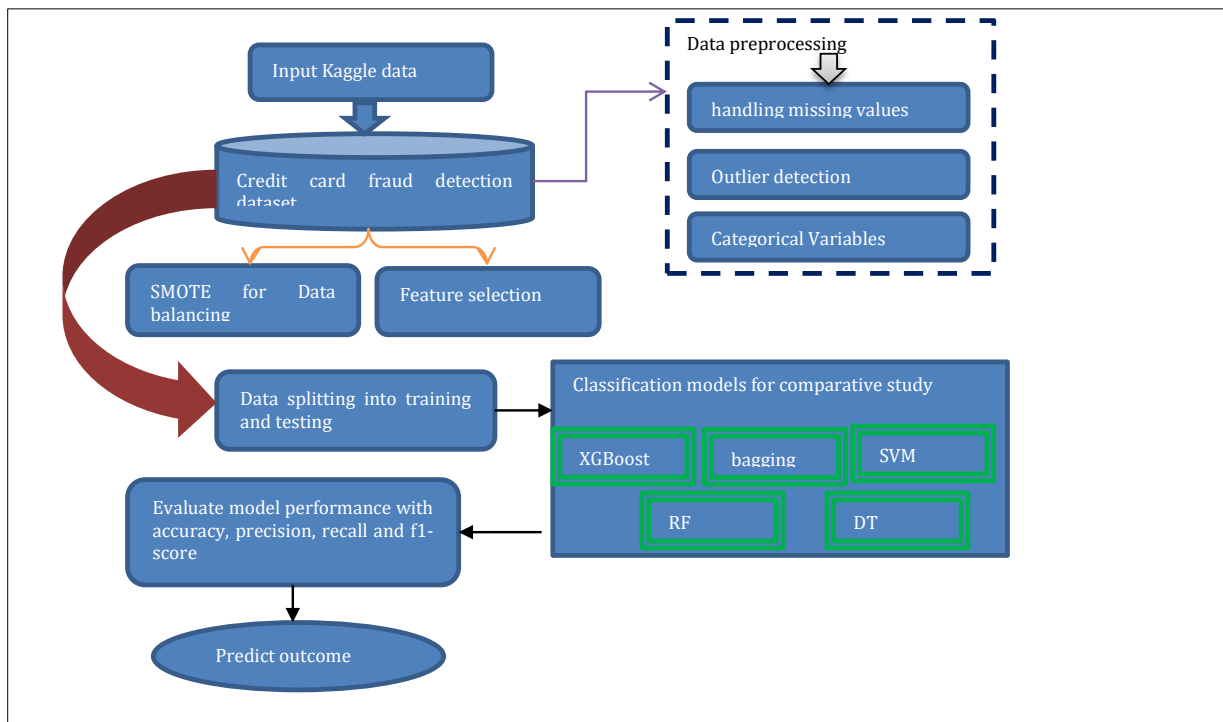 Input Kaggle data
Credit card fraud detection
dataset
SMOTE for Data
balancing
Feature selection
Data preprocessing
handling missing values
Outlier detection
Categorical Variables
Data splitting into training
and testing
Classification models for comparative study
XGBoost
bagging
SVM
RF
DT
Evaluate model performance with
accuracy, precision, recall and f1-
score
Predict outcome